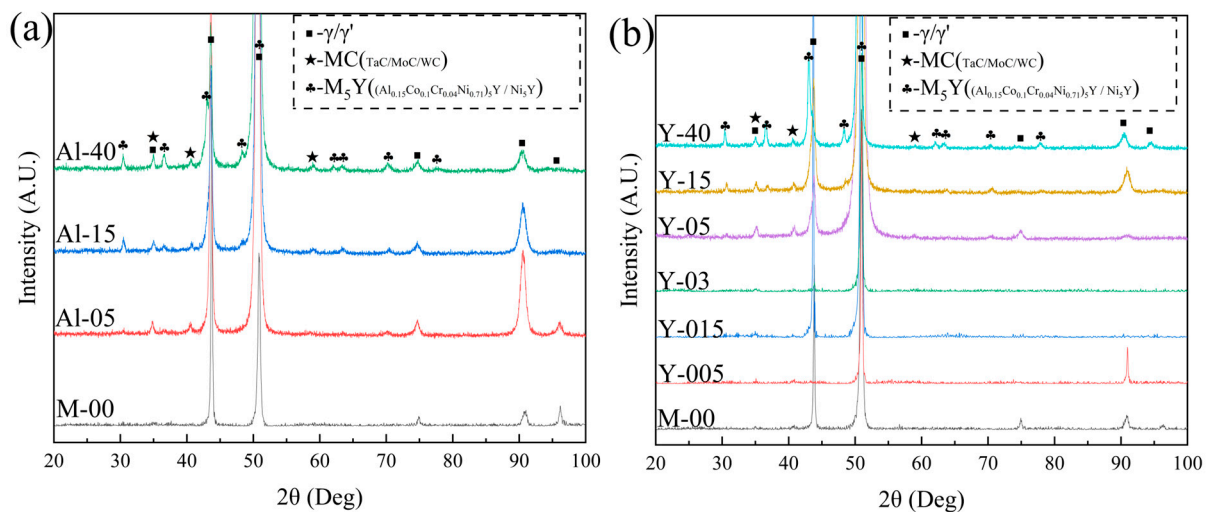 (a)
-γ/γ'
-MC(TaC/MoC/WC)
-M₅Y((Al₀.₁₅Co₀.₁Cr₀.₀₄Ni₀.₇₁)₅Y / Ni₅Y)
Al-40
Al-15
Al-05
M-00
Intensity (A.U.)
20 30 40 50 60 70 80 90 100
2θ (Deg)
(b)
-γ/γ'
-MC(TaC/MoC/WC)
-M₅Y((Al₀.₁₅Co₀.₁Cr₀.₀₄Ni₀.₇₁)₅Y / Ni₅Y)
Y-40
Y-15
Y-05
Y-03
Y-015
Y-005
M-00
Intensity (A.U.)
20 30 40 50 60 70 80 90 100
2θ (Deg)